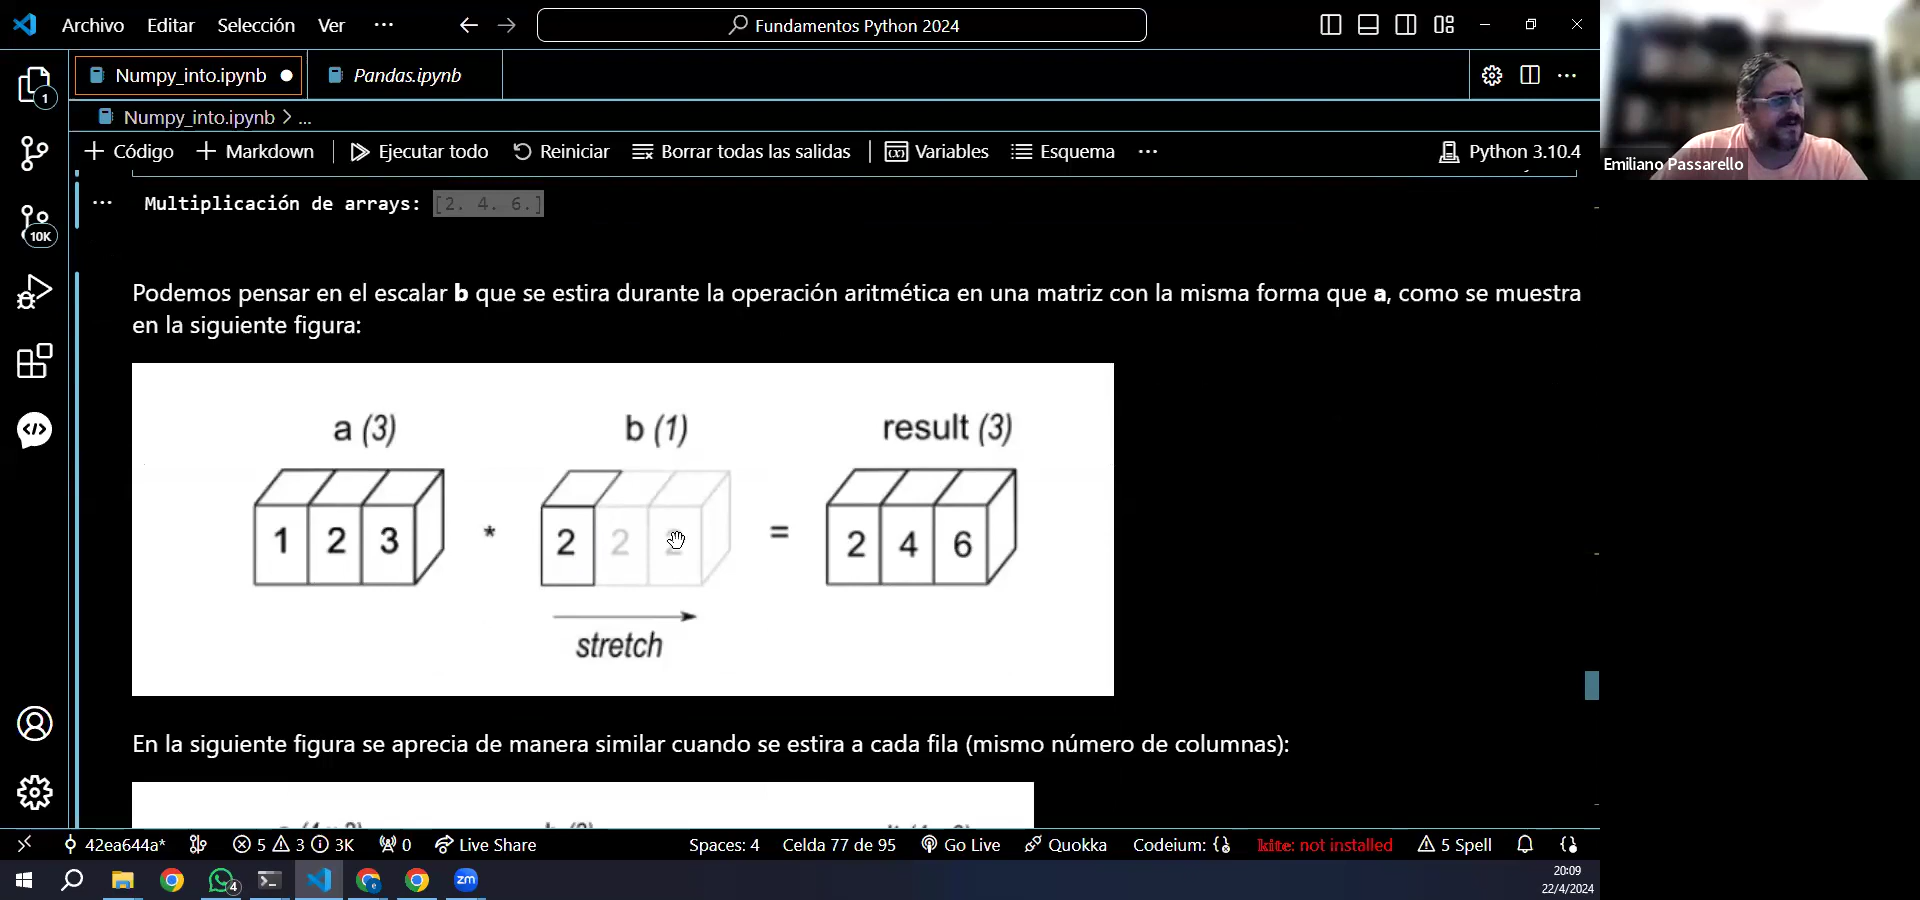 Archivo Editar Selección Ver ··· Fundamentos Python 2024
Numpy_into.ipynb Pandas.ipynb
Numpy_into.ipynb > ...
Código Markdown Ejecutar todo Reiniciar Borrar todas las salidas Variables Esquema ··· Python 3.10.4
Emiliano Passarello
1
10K
··· Multiplicación de arrays: [2. 4. 6.]
Podemos pensar en el escalar b que se estira durante la operación aritmética en una matriz con la misma forma que a, como se muestra
en la siguiente figura:
a (3) b (1) result (3)
1 2 3 * 2 2 2 = 2 4 6
stretch
En la siguiente figura se aprecia de manera similar cuando se estira a cada fila (mismo número de columnas):
42ea644a* 5 3 3K 0 Live Share Spaces: 4 Celda 77 de 95 Go Live Quokka Codeium: {} kite: not installed 5 Spell
4 zm
20:09
22/4/2024